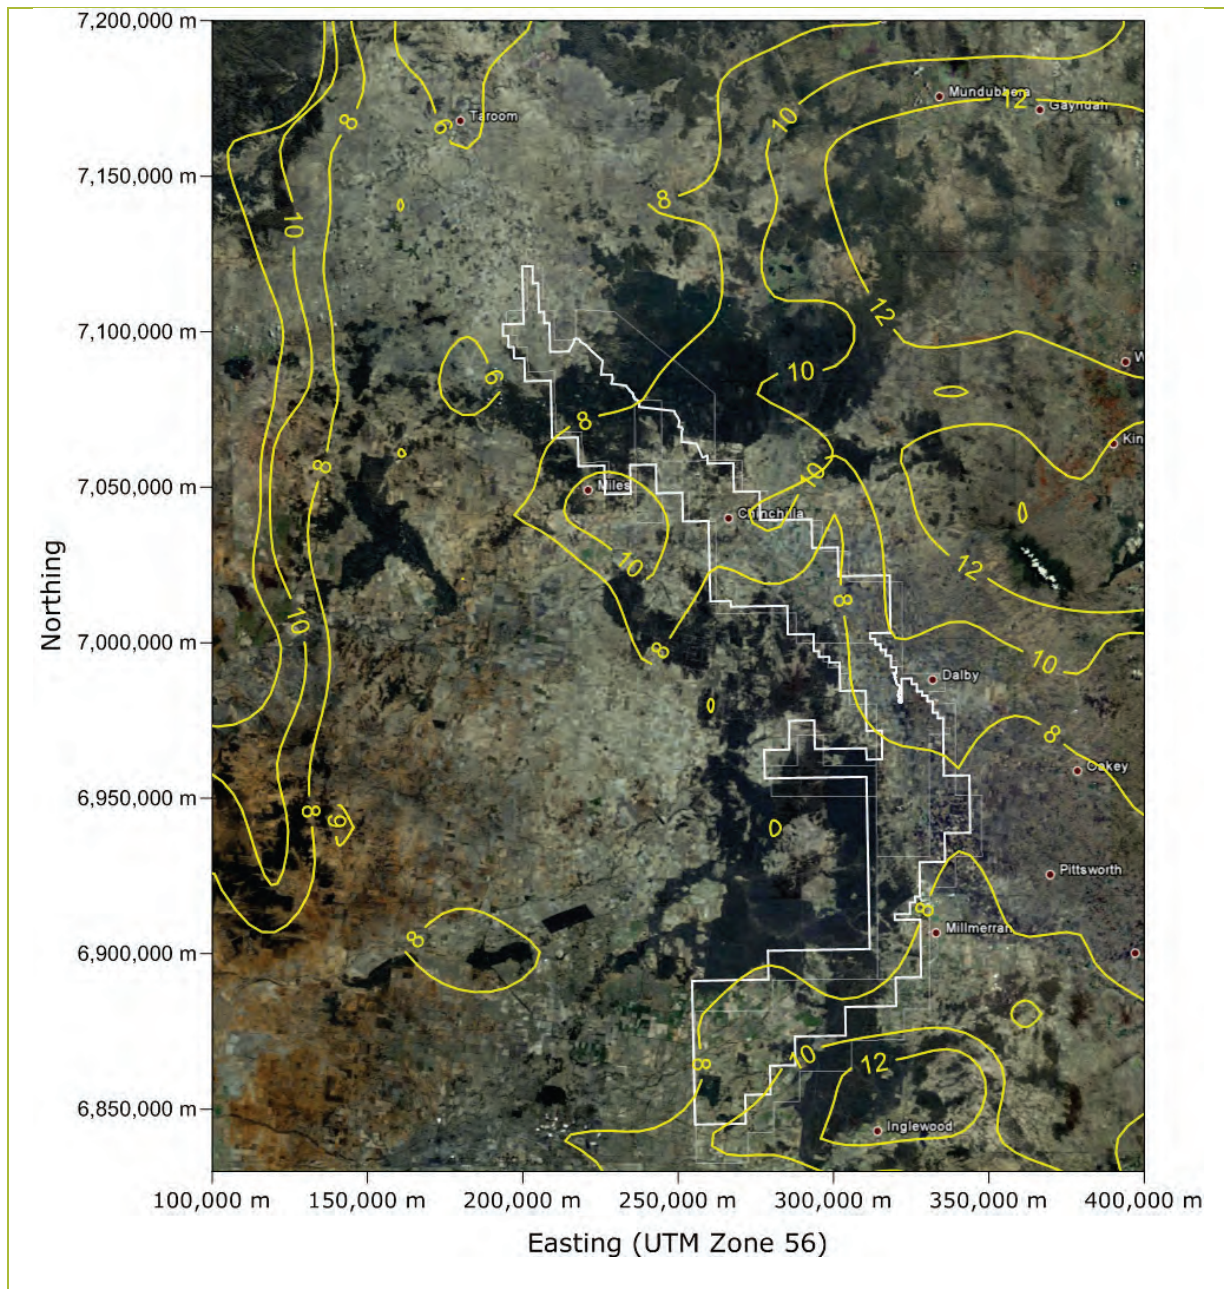 7,200,000 m
7,150,000 m
7,100,000 m
7,050,000 m
7,000,000 m
6,950,000 m
6,900,000 m
6,850,000 m
Northing
100,000 m
150,000 m
200,000 m
250,000 m
300,000 m
350,000 m
400,000 m
Easting (UTM Zone 56)
Mundubbera
12
Gayndah
Taroom
8
6
10
8
10
12
10
W
6
8
Kin
8
Miles
10
Chinchilla
10
12
10
8
8
10
Dalby
8
Oakey
8
6
Pittsworth
8
Millmerran
8
8
10
12
Inglewood